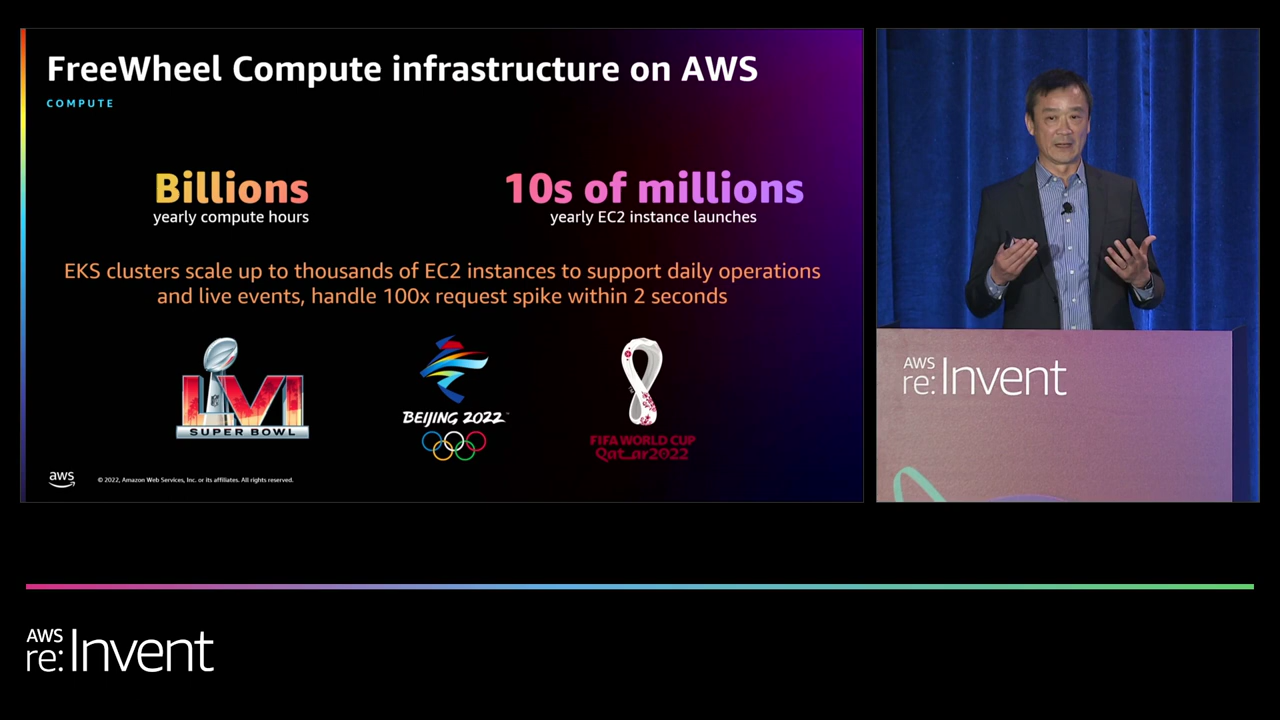 FreeWheel Compute infrastructure on AWS
COMPUTE
Billions
yearly compute hours
10s of millions
yearly EC2 instance launches
EKS clusters scale up to thousands of EC2 instances to support daily operations
and live events, handle 100x request spike within 2 seconds
LVI
SUPER BOWL
BEIJING 2022™
FIFA WORLD CUP
Qatar2022
aws
© 2022, Amazon Web Services, Inc. or its affiliates. All rights reserved.
AWS
re:Invent
AWS
re:Invent